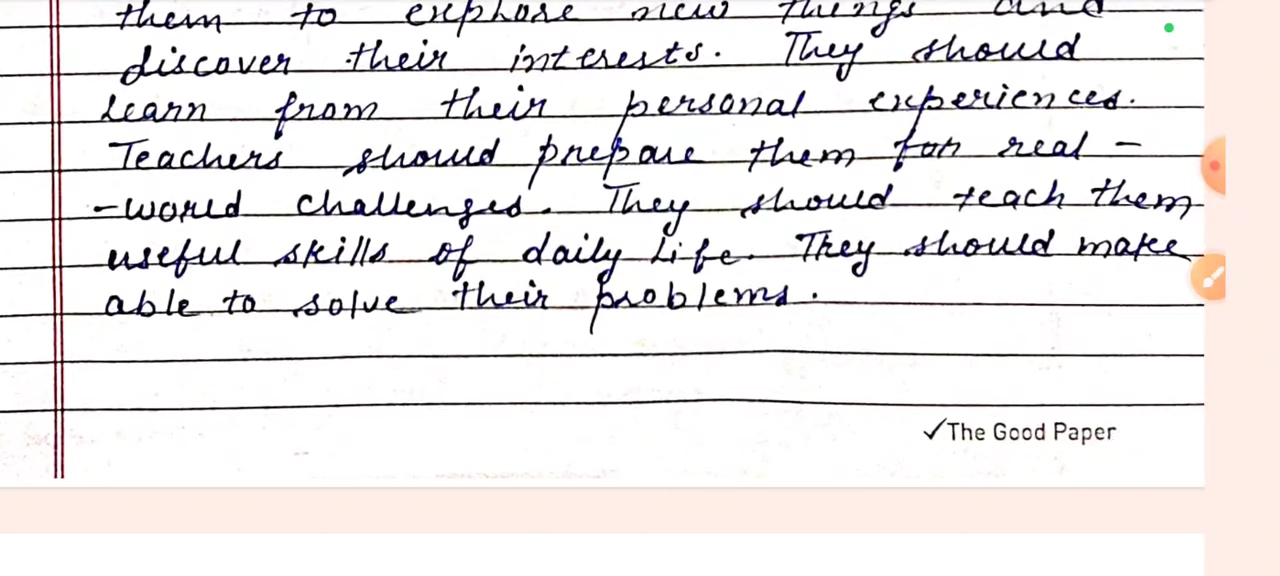 them to explore new things and
discover their interests. They should
learn from their personal experiences.
Teachers should prepare them for real -
-world challenges. They should teach them
useful skills of daily life. They should make
able to solve their problems.
✓The Good Paper